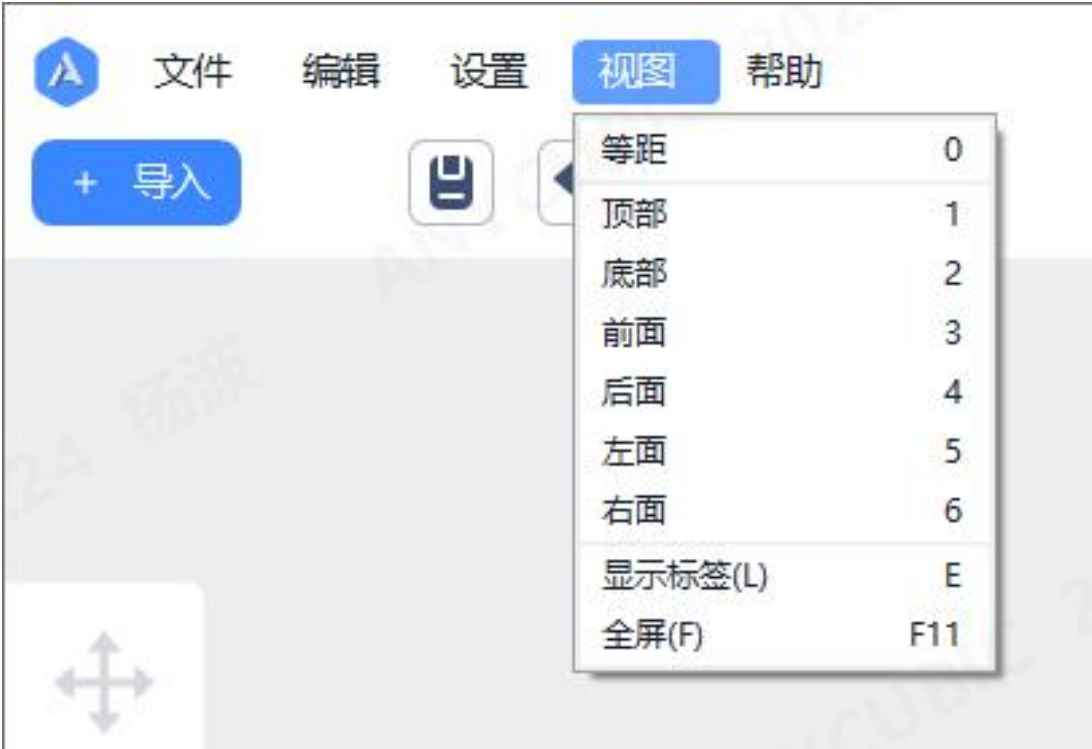 文件 编辑 设置 视图 帮助
+ 导入
等距 0
顶部 1
底部 2
前面 3
后面 4
左面 5
右面 6
显示标签(L) E
全屏(F) F11
杨波